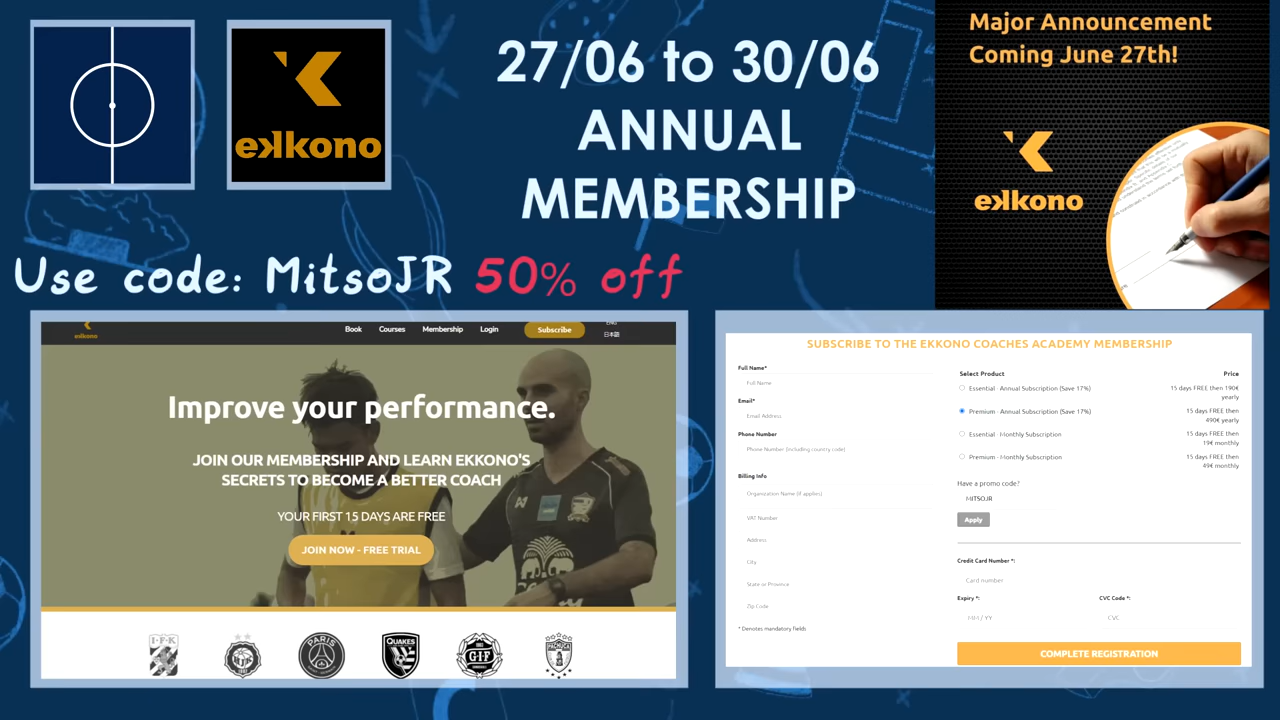 ekkono
27/06 to 30/06
ANNUAL
MEMBERSHIP
Major Announcement
Coming June 27th!
ekkono
Use code: MitsoJR 50% off
ekkono
Book Courses Membership Login Subscribe
ENG
日本語
Improve your performance.
JOIN OUR MEMBERSHIP AND LEARN EKKONO'S
SECRETS TO BECOME A BETTER COACH
YOUR FIRST 15 DAYS ARE FREE
JOIN NOW - FREE TRIAL
I·F·K
PARIS
QUAKES
G·I·F
PACHUCA
SUBSCRIBE TO THE EKKONO COACHES ACADEMY MEMBERSHIP
Full Name*
Full Name
Email*
Email Address
Phone Number
Phone Number (including country code)
Billing Info
Organization Name (if applies)
VAT Number
Address
City
State or Province
Zip Code
* Denotes mandatory fields
Select Product Price
Essential - Annual Subscription (Save 17%) 15 days FREE then 190€
yearly
Premium - Annual Subscription (Save 17%) 15 days FREE then
490€ yearly
Essential - Monthly Subscription 15 days FREE then
19€ monthly
Premium - Monthly Subscription 15 days FREE then
49€ monthly
Have a promo code?
MITSOJR
Apply
Credit Card Number *:
Card number
Expiry *: CVC Code *:
MM / YY CVC
COMPLETE REGISTRATION